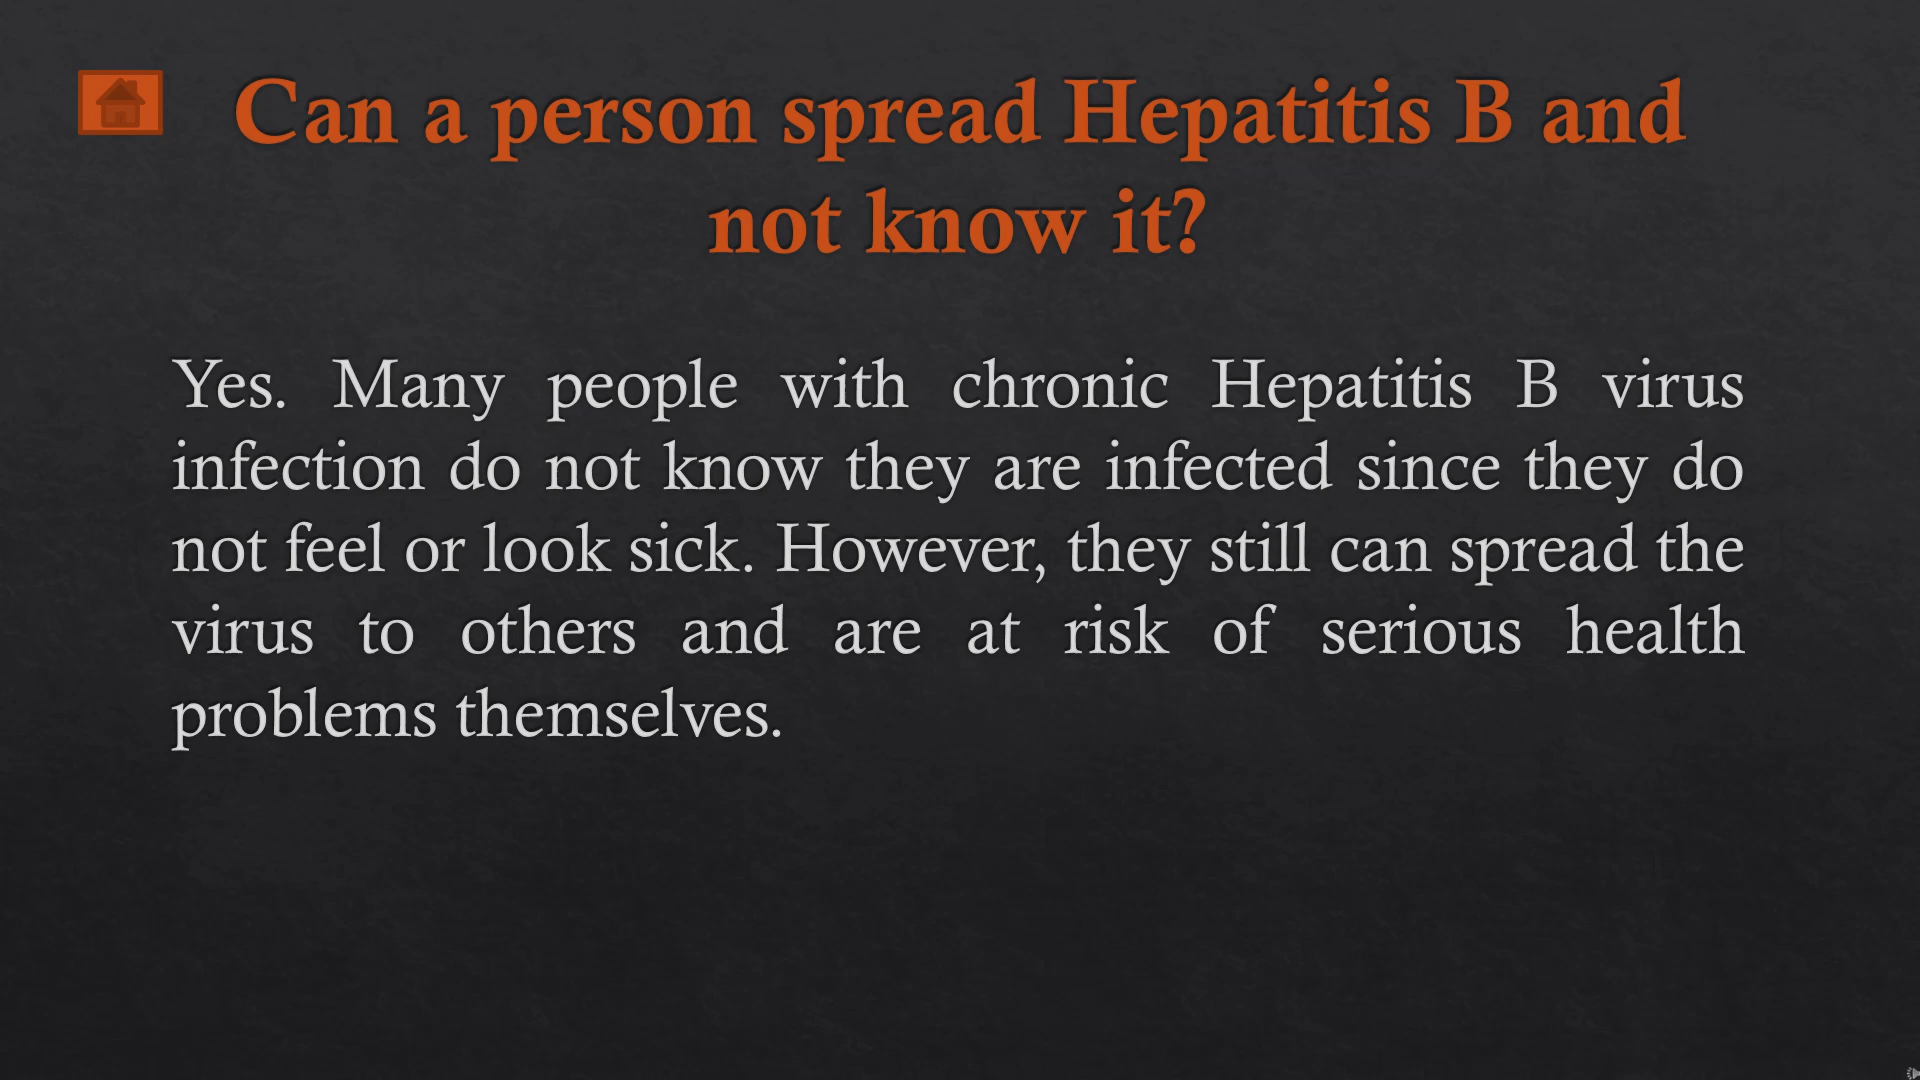 Can a person spread Hepatitis B and
not know it?
Yes. Many people with chronic Hepatitis B virus
infection do not know they are infected since they do
not feel or look sick. However, they still can spread the
virus to others and are at risk of serious health
problems themselves.